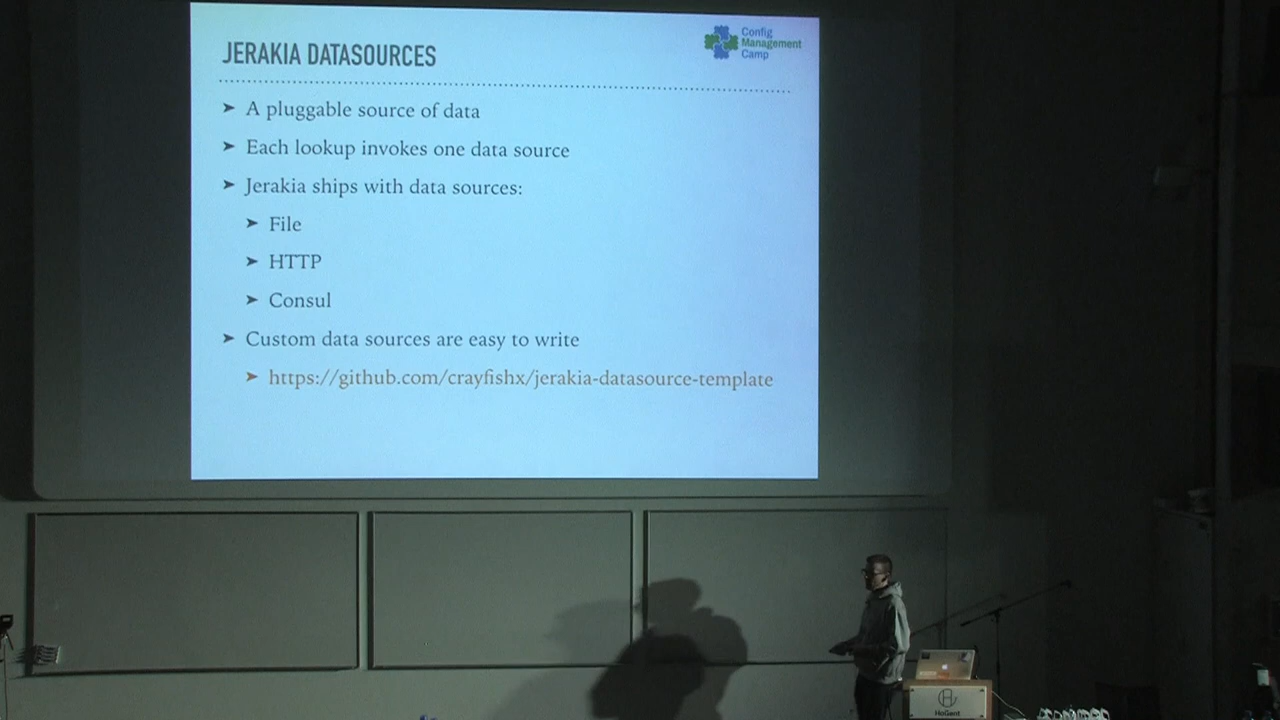 JERAKIA DATASOURCES
Config
Management
Camp
➤ A pluggable source of data
➤ Each lookup invokes one data source
➤ Jerakia ships with data sources:
➤ File
➤ HTTP
➤ Consul
➤ Custom data sources are easy to write
➤ https://github.com/crayfishx/jerakia-datasource-template
HoGent